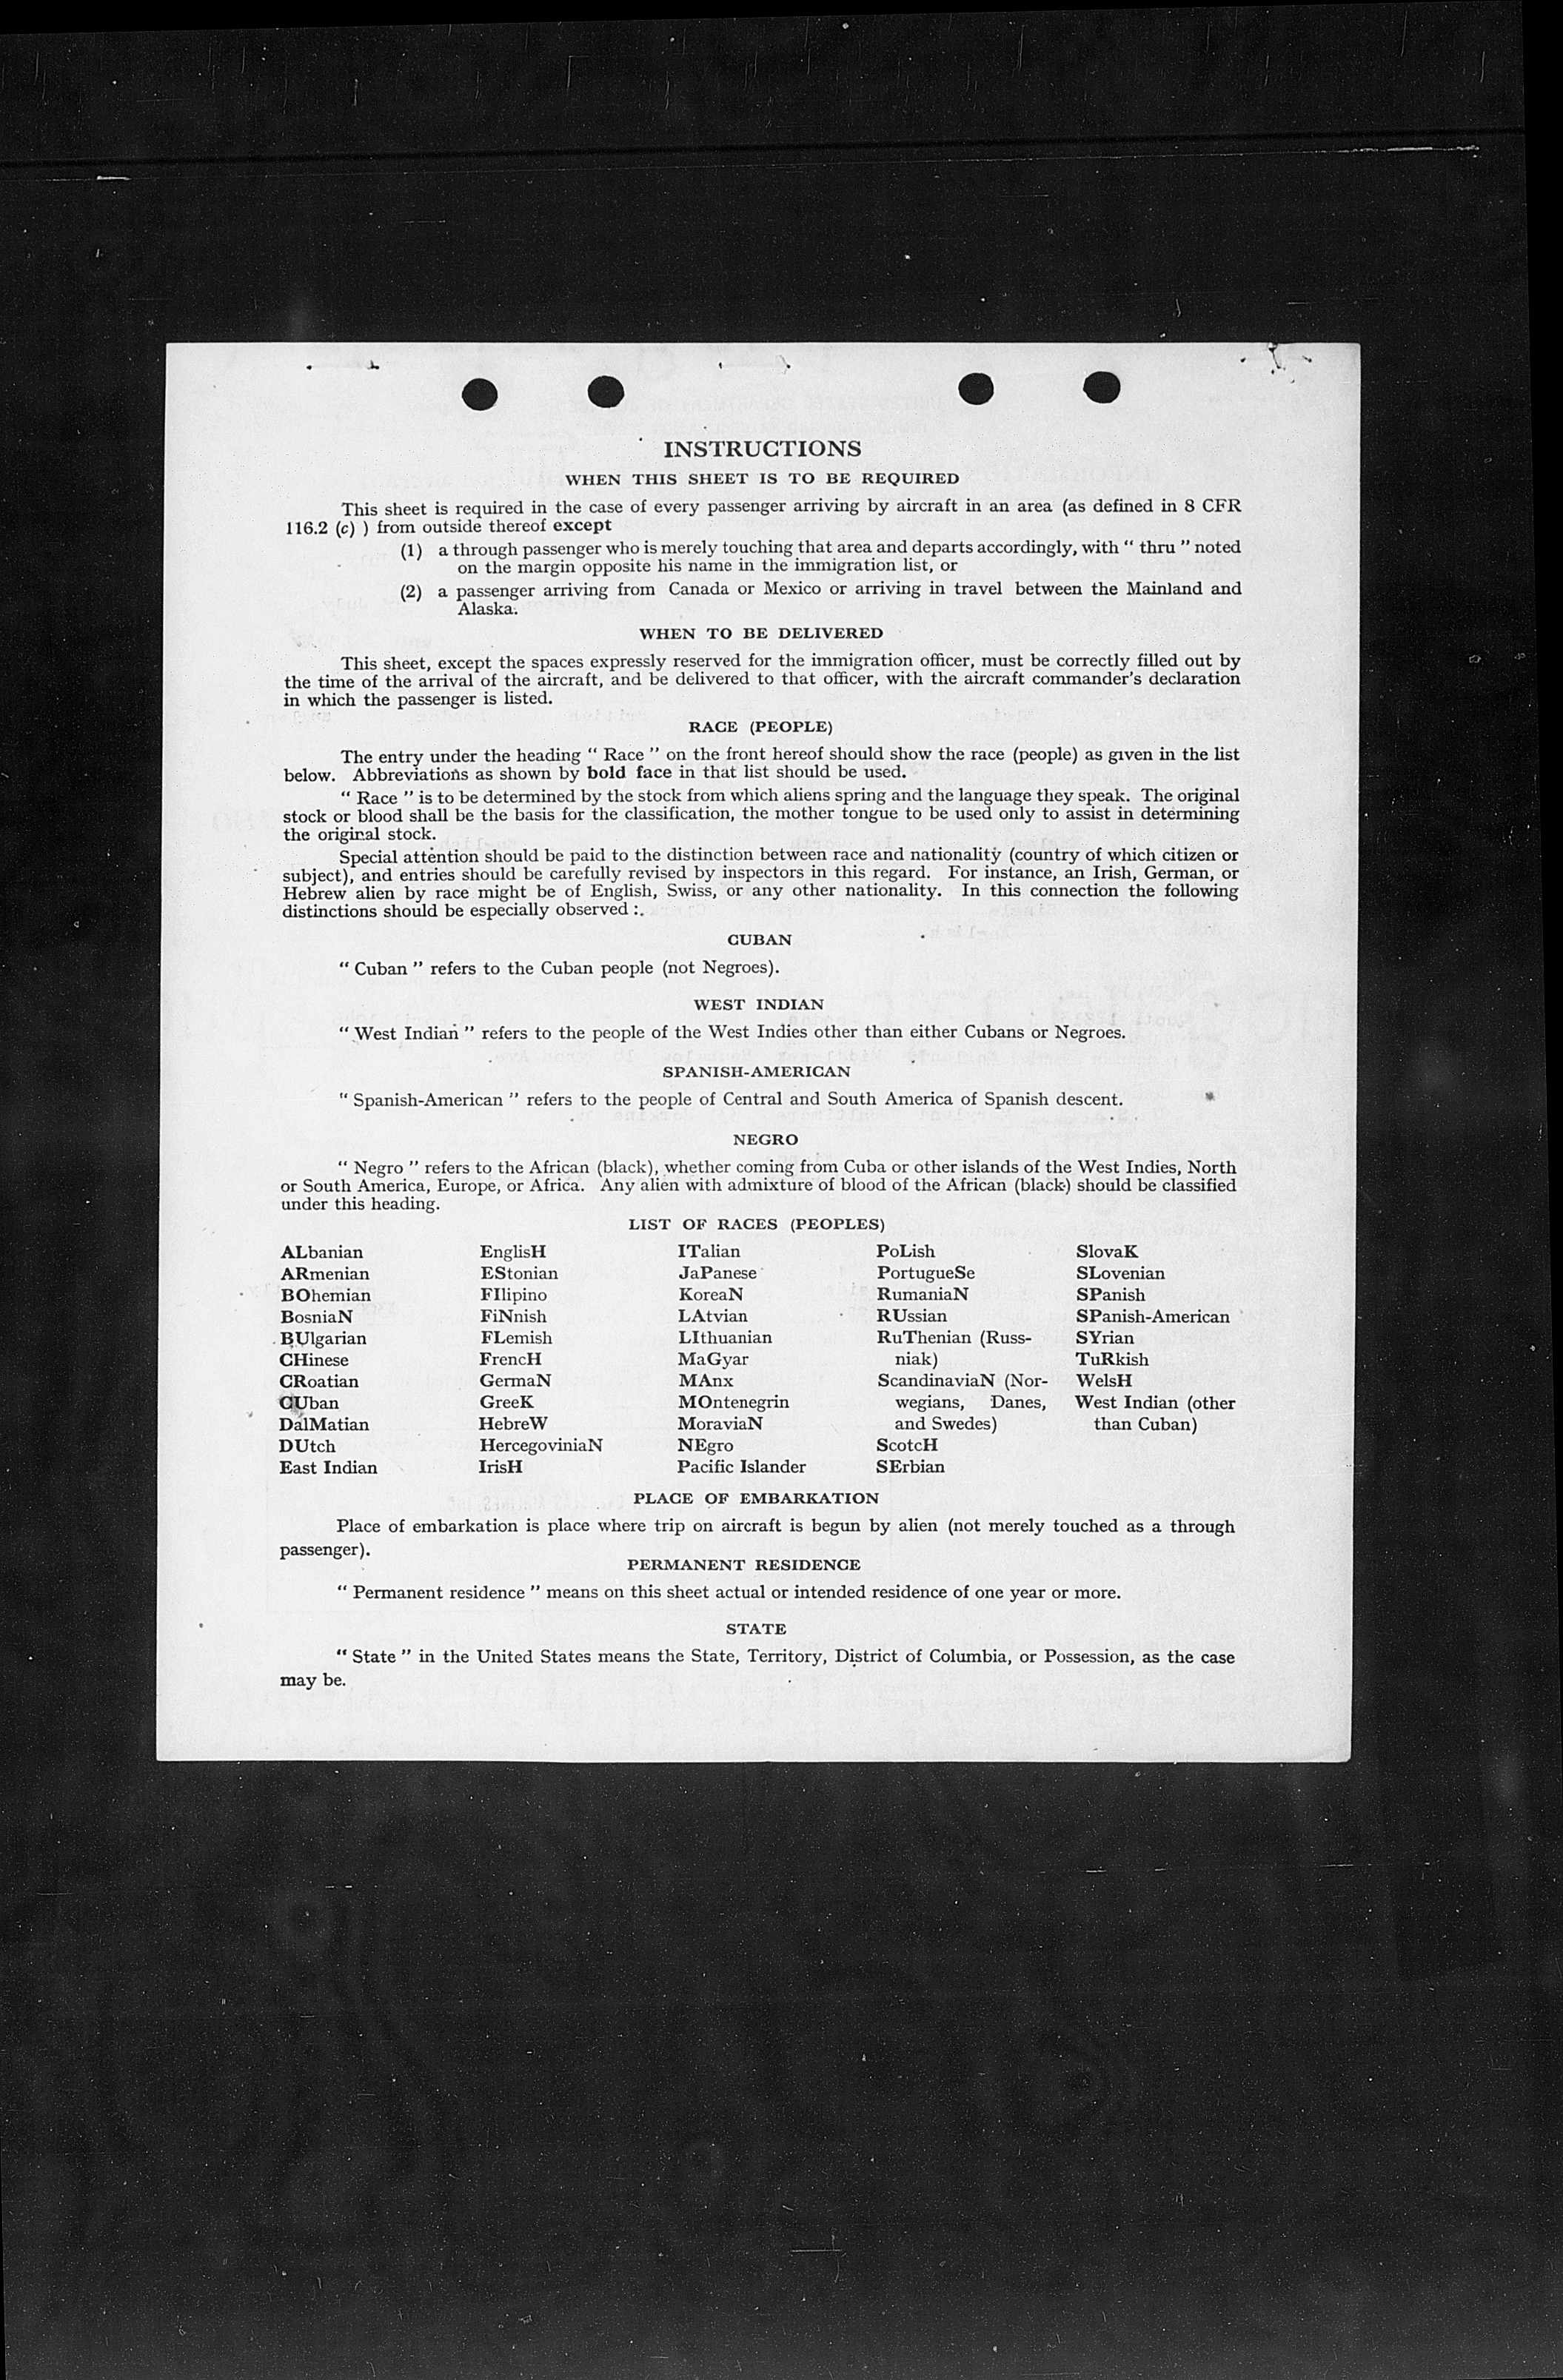 INSTRUCTIONS
WHEN THIS SHEET IS TO BE REQUIRED
This sheet is required in the case of every passenger arriving by aircraft in an area (as defined in 8 CFR
116.2 (c) ) from outside thereof except
(1) a through passenger who is merely touching that area and departs accordingly, with “ thru ” noted
on the margin opposite his name in the immigration list, or
(2) a passenger arriving from Canada or Mexico or arriving in travel between the Mainland and
Alaska.
WHEN TO BE DELIVERED
This sheet, except the spaces expressly reserved for the immigration officer, must be correctly filled out by
the time of the arrival of the aircraft, and be delivered to that officer, with the aircraft commander’s declaration
in which the passenger is listed.
RACE (PEOPLE)
The entry under the heading “ Race ” on the front hereof should show the race (people) as given in the list
below. Abbreviations as shown by bold face in that list should be used.
“ Race ” is to be determined by the stock from which aliens spring and the language they speak. The original
stock or blood shall be the basis for the classification, the mother tongue to be used only to assist in determining
the original stock.
Special attention should be paid to the distinction between race and nationality (country of which citizen or
subject), and entries should be carefully revised by inspectors in this regard. For instance, an Irish, German, or
Hebrew alien by race might be of English, Swiss, or any other nationality. In this connection the following
distinctions should be especially observed :.
CUBAN
“ Cuban ” refers to the Cuban people (not Negroes).
WEST INDIAN
“ West Indian ” refers to the people of the West Indies other than either Cubans or Negroes.
SPANISH-AMERICAN
“ Spanish-American ” refers to the people of Central and South America of Spanish descent.
NEGRO
“ Negro ” refers to the African (black), whether coming from Cuba or other islands of the West Indies, North
or South America, Europe, or Africa. Any alien with admixture of blood of the African (black) should be classified
under this heading.
LIST OF RACES (PEOPLES)
ALbanian
ARmenian
BOhemian
BosniaN
BUlgarian
CHinese
CRoatian
CUban
DalMatian
DUtch
East Indian
EnglisH
EStonian
FIlipino
FiNnish
FLemish
FrencH
GermaN
GreeK
HebreW
HercegoviniaN
IrisH
ITalian
JaPanese
KoreaN
LAtvian
LIthuanian
MaGyar
MAnx
MOntenegrin
MoraviaN
NEgro
Pacific Islander
PoLish
PortugueSe
RumaniaN
RUssian
RuThenian (Russ-
niak)
ScandinaviaN (Nor-
wegians, Danes,
and Swedes)
ScotcH
SErbian
SlovaK
SLovenian
SPanish
SPanish-American
SYrian
TuRkish
WelsH
West Indian (other
than Cuban)
PLACE OF EMBARKATION
Place of embarkation is place where trip on aircraft is begun by alien (not merely touched as a through
passenger).
PERMANENT RESIDENCE
“ Permanent residence ” means on this sheet actual or intended residence of one year or more.
STATE
“ State ” in the United States means the State, Territory, District of Columbia, or Possession, as the case
may be.